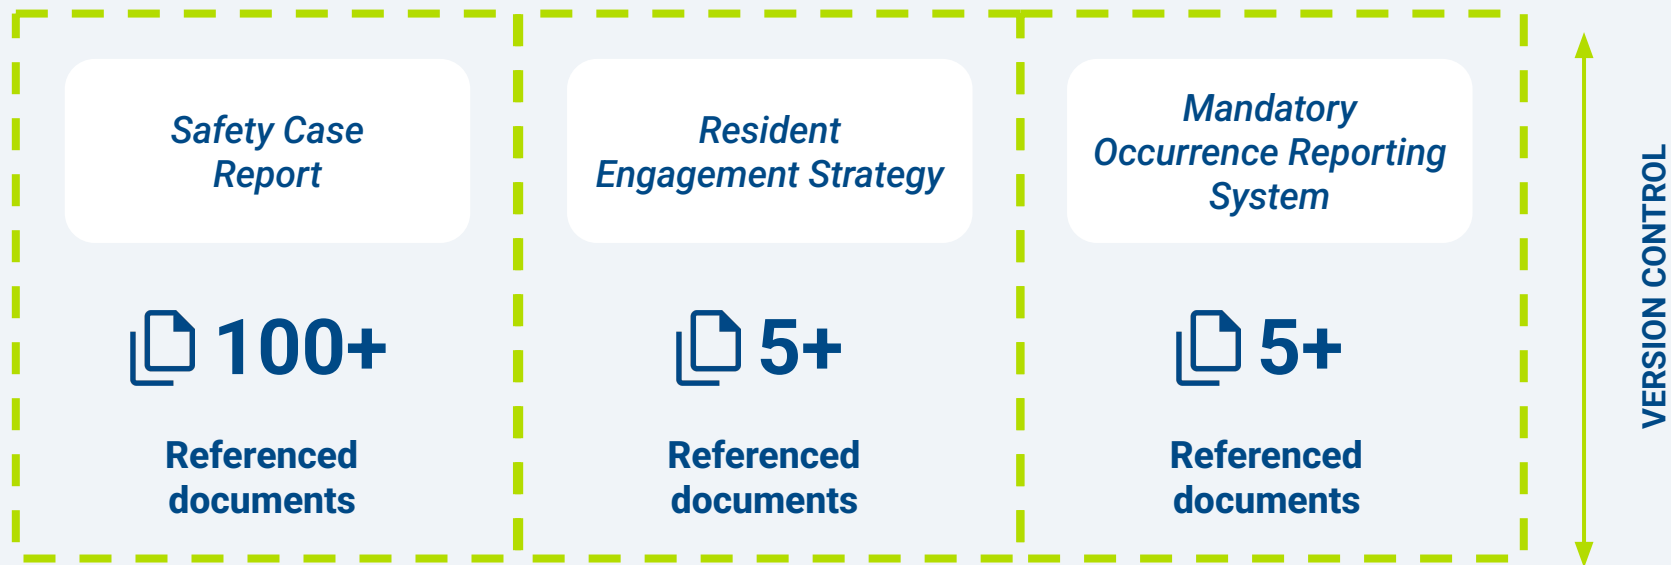 Safety Case
Report
100+
Referenced
documents
Resident
Engagement Strategy
5+
Referenced
documents
Mandatory
Occurrence Reporting
System
5+
Referenced
documents
VERSION CONTROL